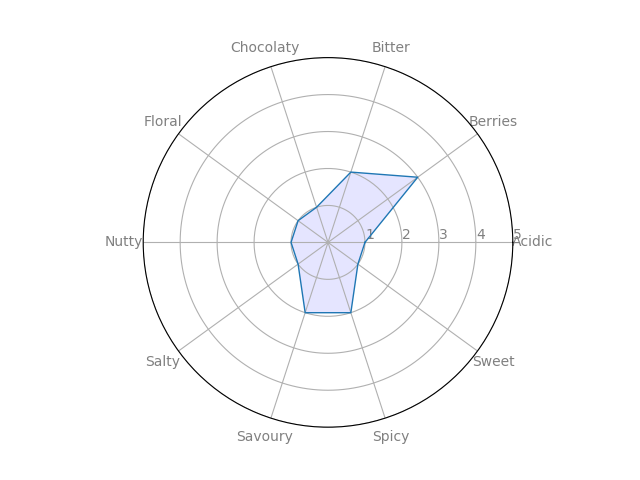 Chocolaty Bitter
Floral Berries
Nutty 1 2 3 4 5 Acidic
Salty Sweet
Savoury Spicy